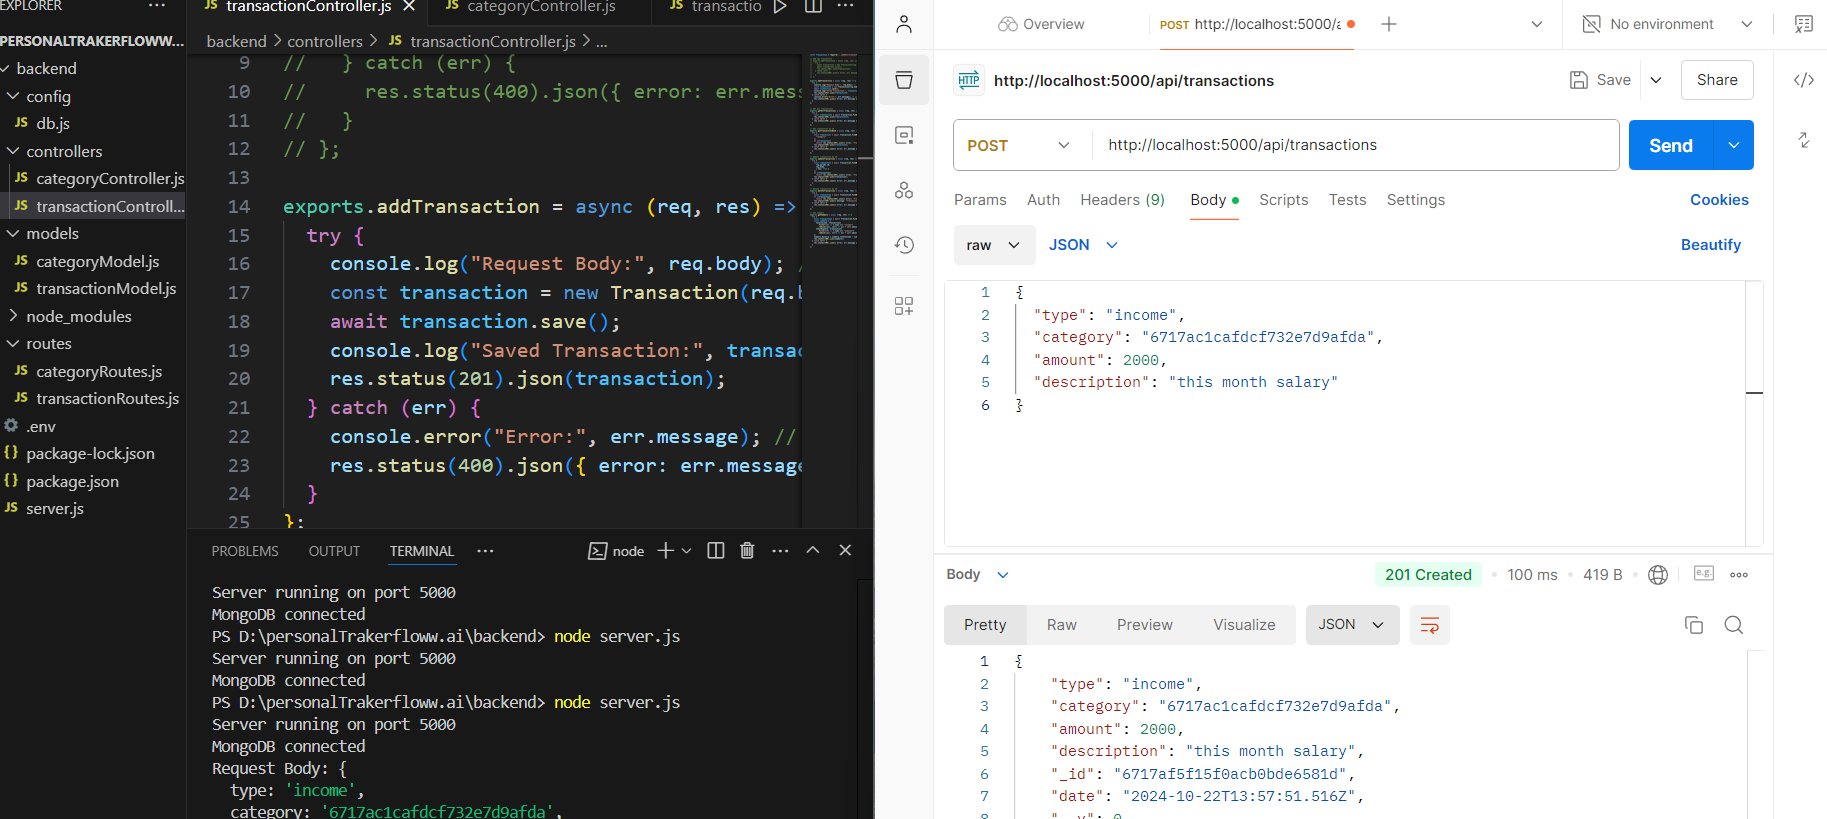 EXPLORER
PERSONALTRAKERFLOWW...
backend
config
JS db.js
controllers
JS categoryController.js
JS transactionControll...
models
JS categoryModel.js
JS transactionModel.js
node_modules
routes
JS categoryRoutes.js
JS transactionRoutes.js
.env
{} package-lock.json
{} package.json
JS server.js
JS transactionController.js
JS categoryController.js
JS transactio
backend > controllers > JS transactionController.js > ...
9 // } catch (err) {
10 // res.status(400).json({ error: err.mess
11 // }
12 // };
13
14 exports.addTransaction = async (req, res) =>
15 try {
16 console.log("Request Body:", req.body); /
17 const transaction = new Transaction(req.b
18 await transaction.save();
19 console.log("Saved Transaction:", transac
20 res.status(201).json(transaction);
21 } catch (err) {
22 console.error("Error:", err.message); //
23 res.status(400).json({ error: err.message
24 }
25 };
PROBLEMS OUTPUT TERMINAL ...
node
Server running on port 5000
MongoDB connected
PS D:\personalTrakerfloww.ai\backend> node server.js
Server running on port 5000
MongoDB connected
PS D:\personalTrakerfloww.ai\backend> node server.js
Server running on port 5000
MongoDB connected
Request Body: {
type: 'income',
category: '6717ac1cafdcf732e7d9afda',
Overview
POST http://localhost:5000/a
No environment
HTTP http://localhost:5000/api/transactions
Save
Share
POST http://localhost:5000/api/transactions
Send
Params Auth Headers (9) Body Scripts Tests Settings
Cookies
raw JSON
Beautify
1 {
2 "type": "income",
3 "category": "6717ac1cafdcf732e7d9afda",
4 "amount": 2000,
5 "description": "this month salary"
6 }
Body
201 Created • 100 ms • 419 B
e.g.
Pretty Raw Preview Visualize JSON
1 {
2 "type": "income",
3 "category": "6717ac1cafdcf732e7d9afda",
4 "amount": 2000,
5 "description": "this month salary",
6 "_id": "6717af5f15f0acb0bde6581d",
7 "date": "2024-10-22T13:57:51.516Z",
8 "__v": 0